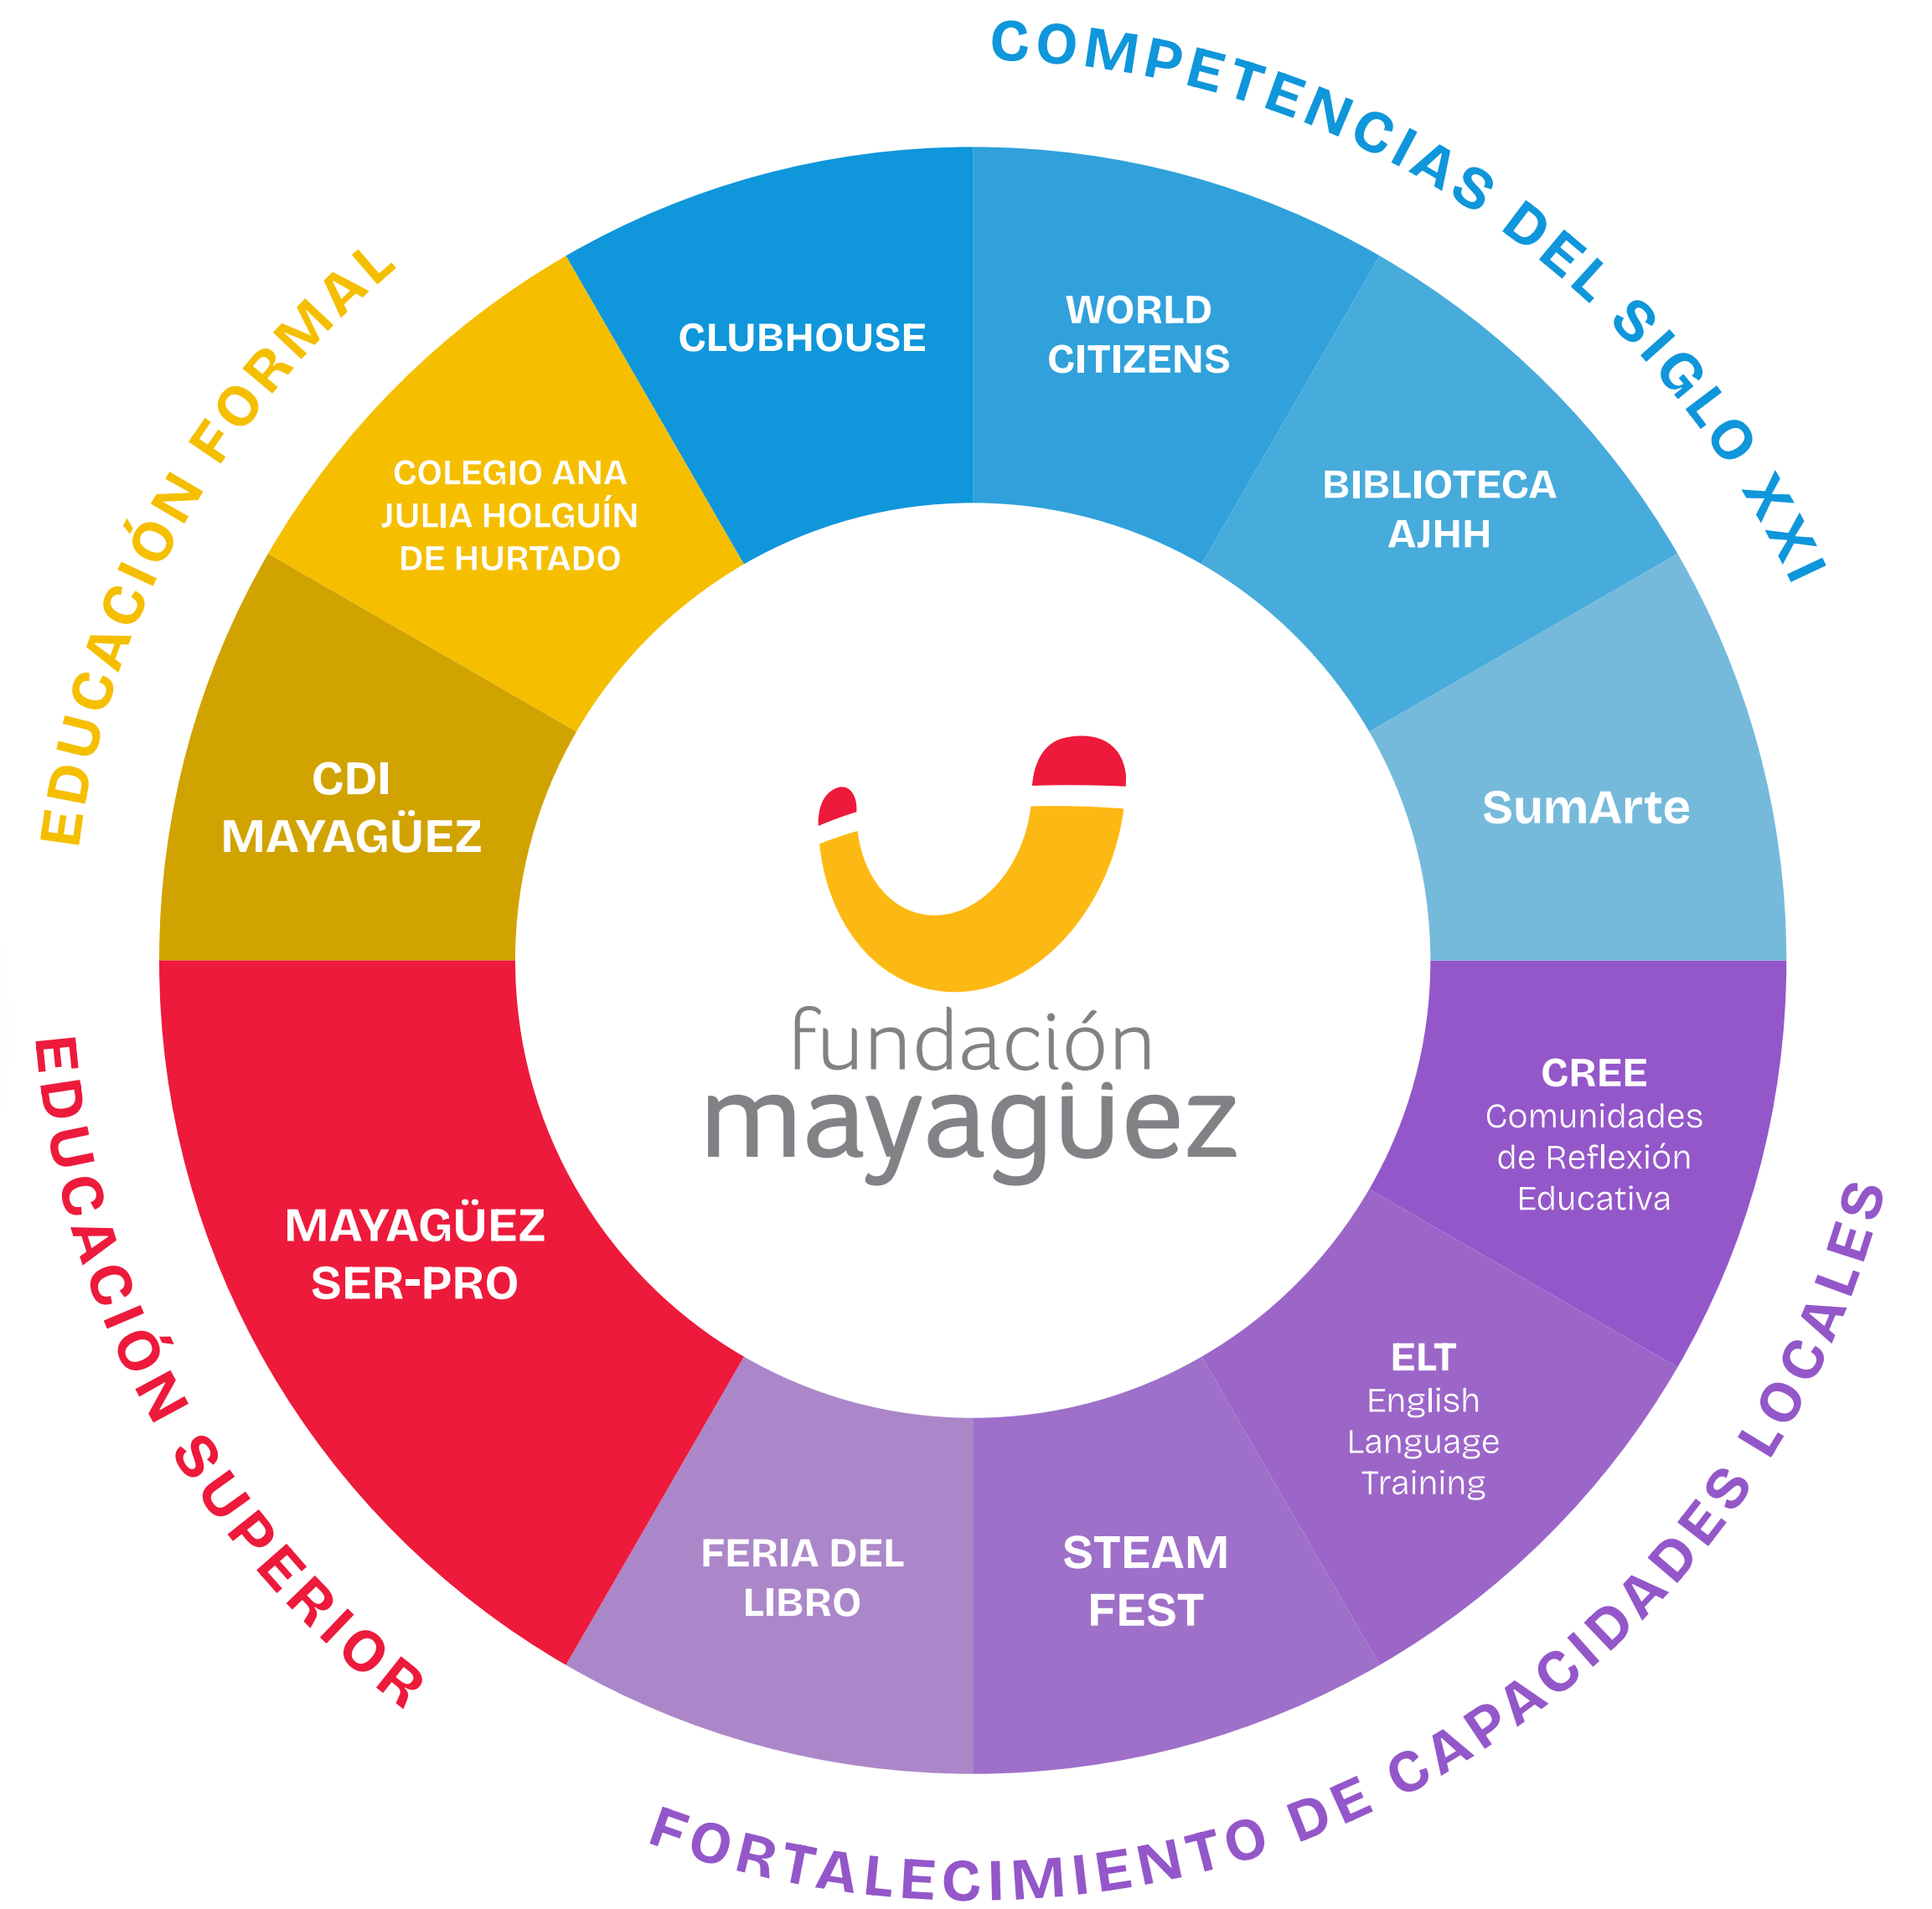 COMPETENCIAS DEL SIGLO XXI
CLUBHOUSE
WORLD
CITIZENS
BIBLIOTECA
AJHH
SumArte
EDUCACIÓN FORMAL
COLEGIO ANA
JULIA HOLGUÍN
DE HURTADO
CDI
MAYAGÜEZ
fundación
mayagüez
EDUCACIÓN SUPERIOR
MAYAGÜEZ
SER-PRO
FORTALECIMIENTO DE CAPACIDADES LOCALES
CREE
Comunidades
de Reflexión
Educativa
ELT
English
Language
Training
STEAM
FEST
FERIA DEL
LIBRO